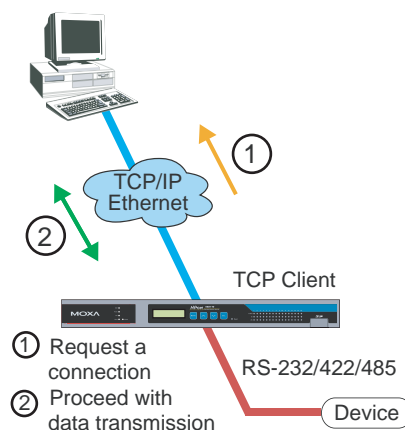 1
TCP/IP
Ethernet
2
TCP Client
MOXA
1 Request a
connection
RS-232/422/485
2 Proceed with
data transmission
Device